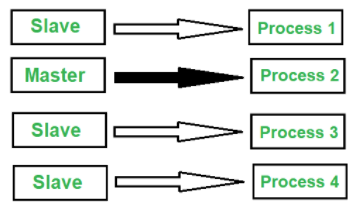 Slave Process 1
Master Process 2
Slave Process 3
Slave Process 4